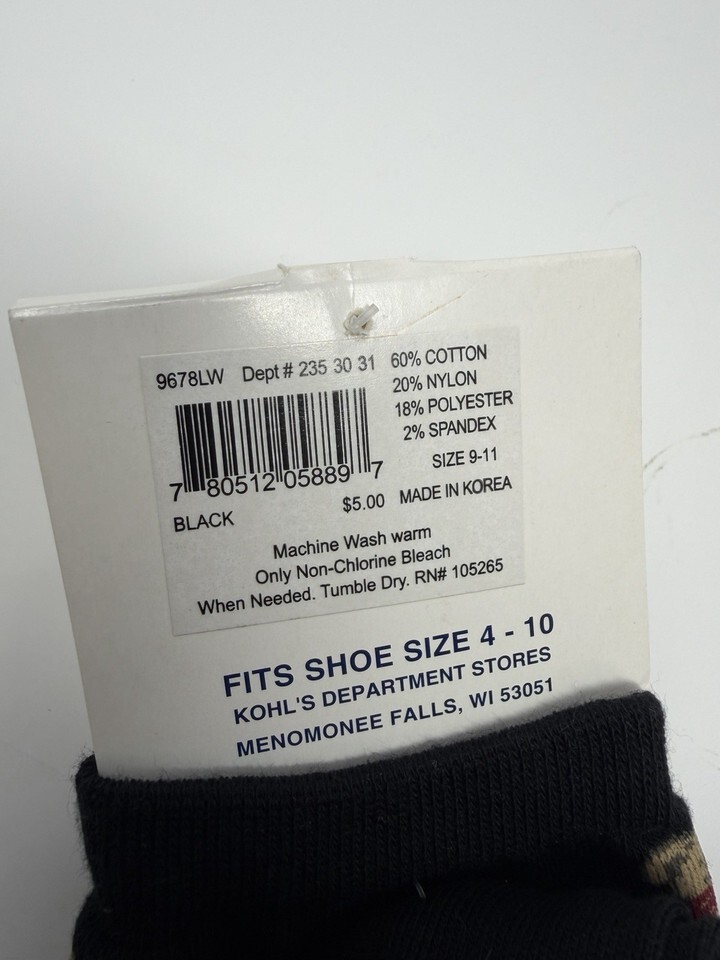 9678LW Dept # 235 30 31
60% COTTON
20% NYLON
18% POLYESTER
2% SPANDEX
SIZE 9-11
7 80512 05889 7
BLACK $5.00 MADE IN KOREA
Machine Wash warm
Only Non-Chlorine Bleach
When Needed. Tumble Dry. RN# 105265
FITS SHOE SIZE 4 - 10
KOHL'S DEPARTMENT STORES
MENOMONEE FALLS, WI 53051